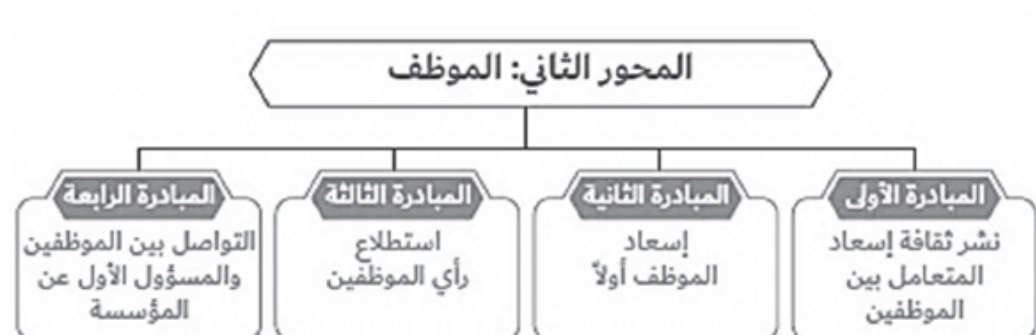 المحور الثاني: الموظف
المبادرة الأولى
نشر ثقافة إسعاد
المتعامل بين
الموظفين
المبادرة الثانية
إسعاد
الموظف أولاً
المبادرة الثالثة
استطلاع
رأي الموظفين
المبادرة الرابعة
التواصل بين الموظفين
والمسؤول الأول عن
المؤسسة